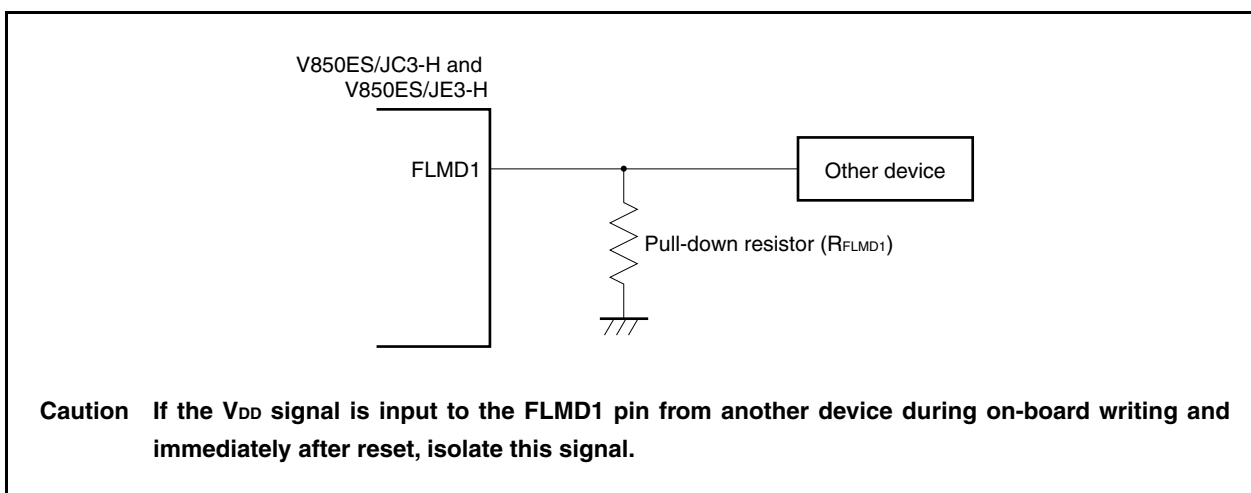 V850ES/JC3-H and
V850ES/JE3-H
FLMD1
Other device
Pull-down resistor (RFLMD1)
Caution If the VDD signal is input to the FLMD1 pin from another device during on-board writing and
immediately after reset, isolate this signal.